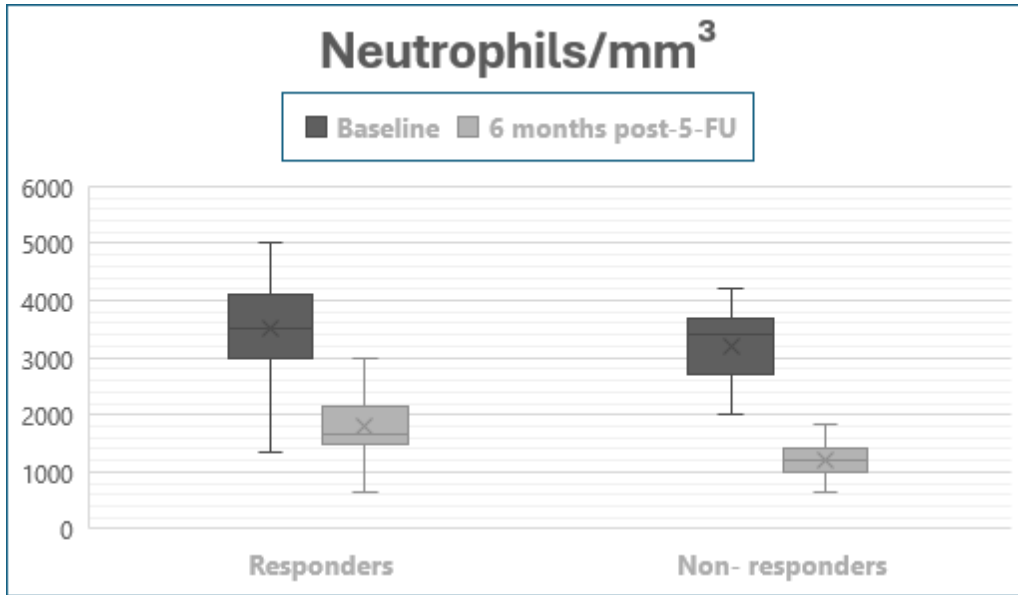 Neutrophils/mm³
Baseline 6 months post-5-FU
6000
5000
4000
3000
2000
1000
0
Responders Non- responders